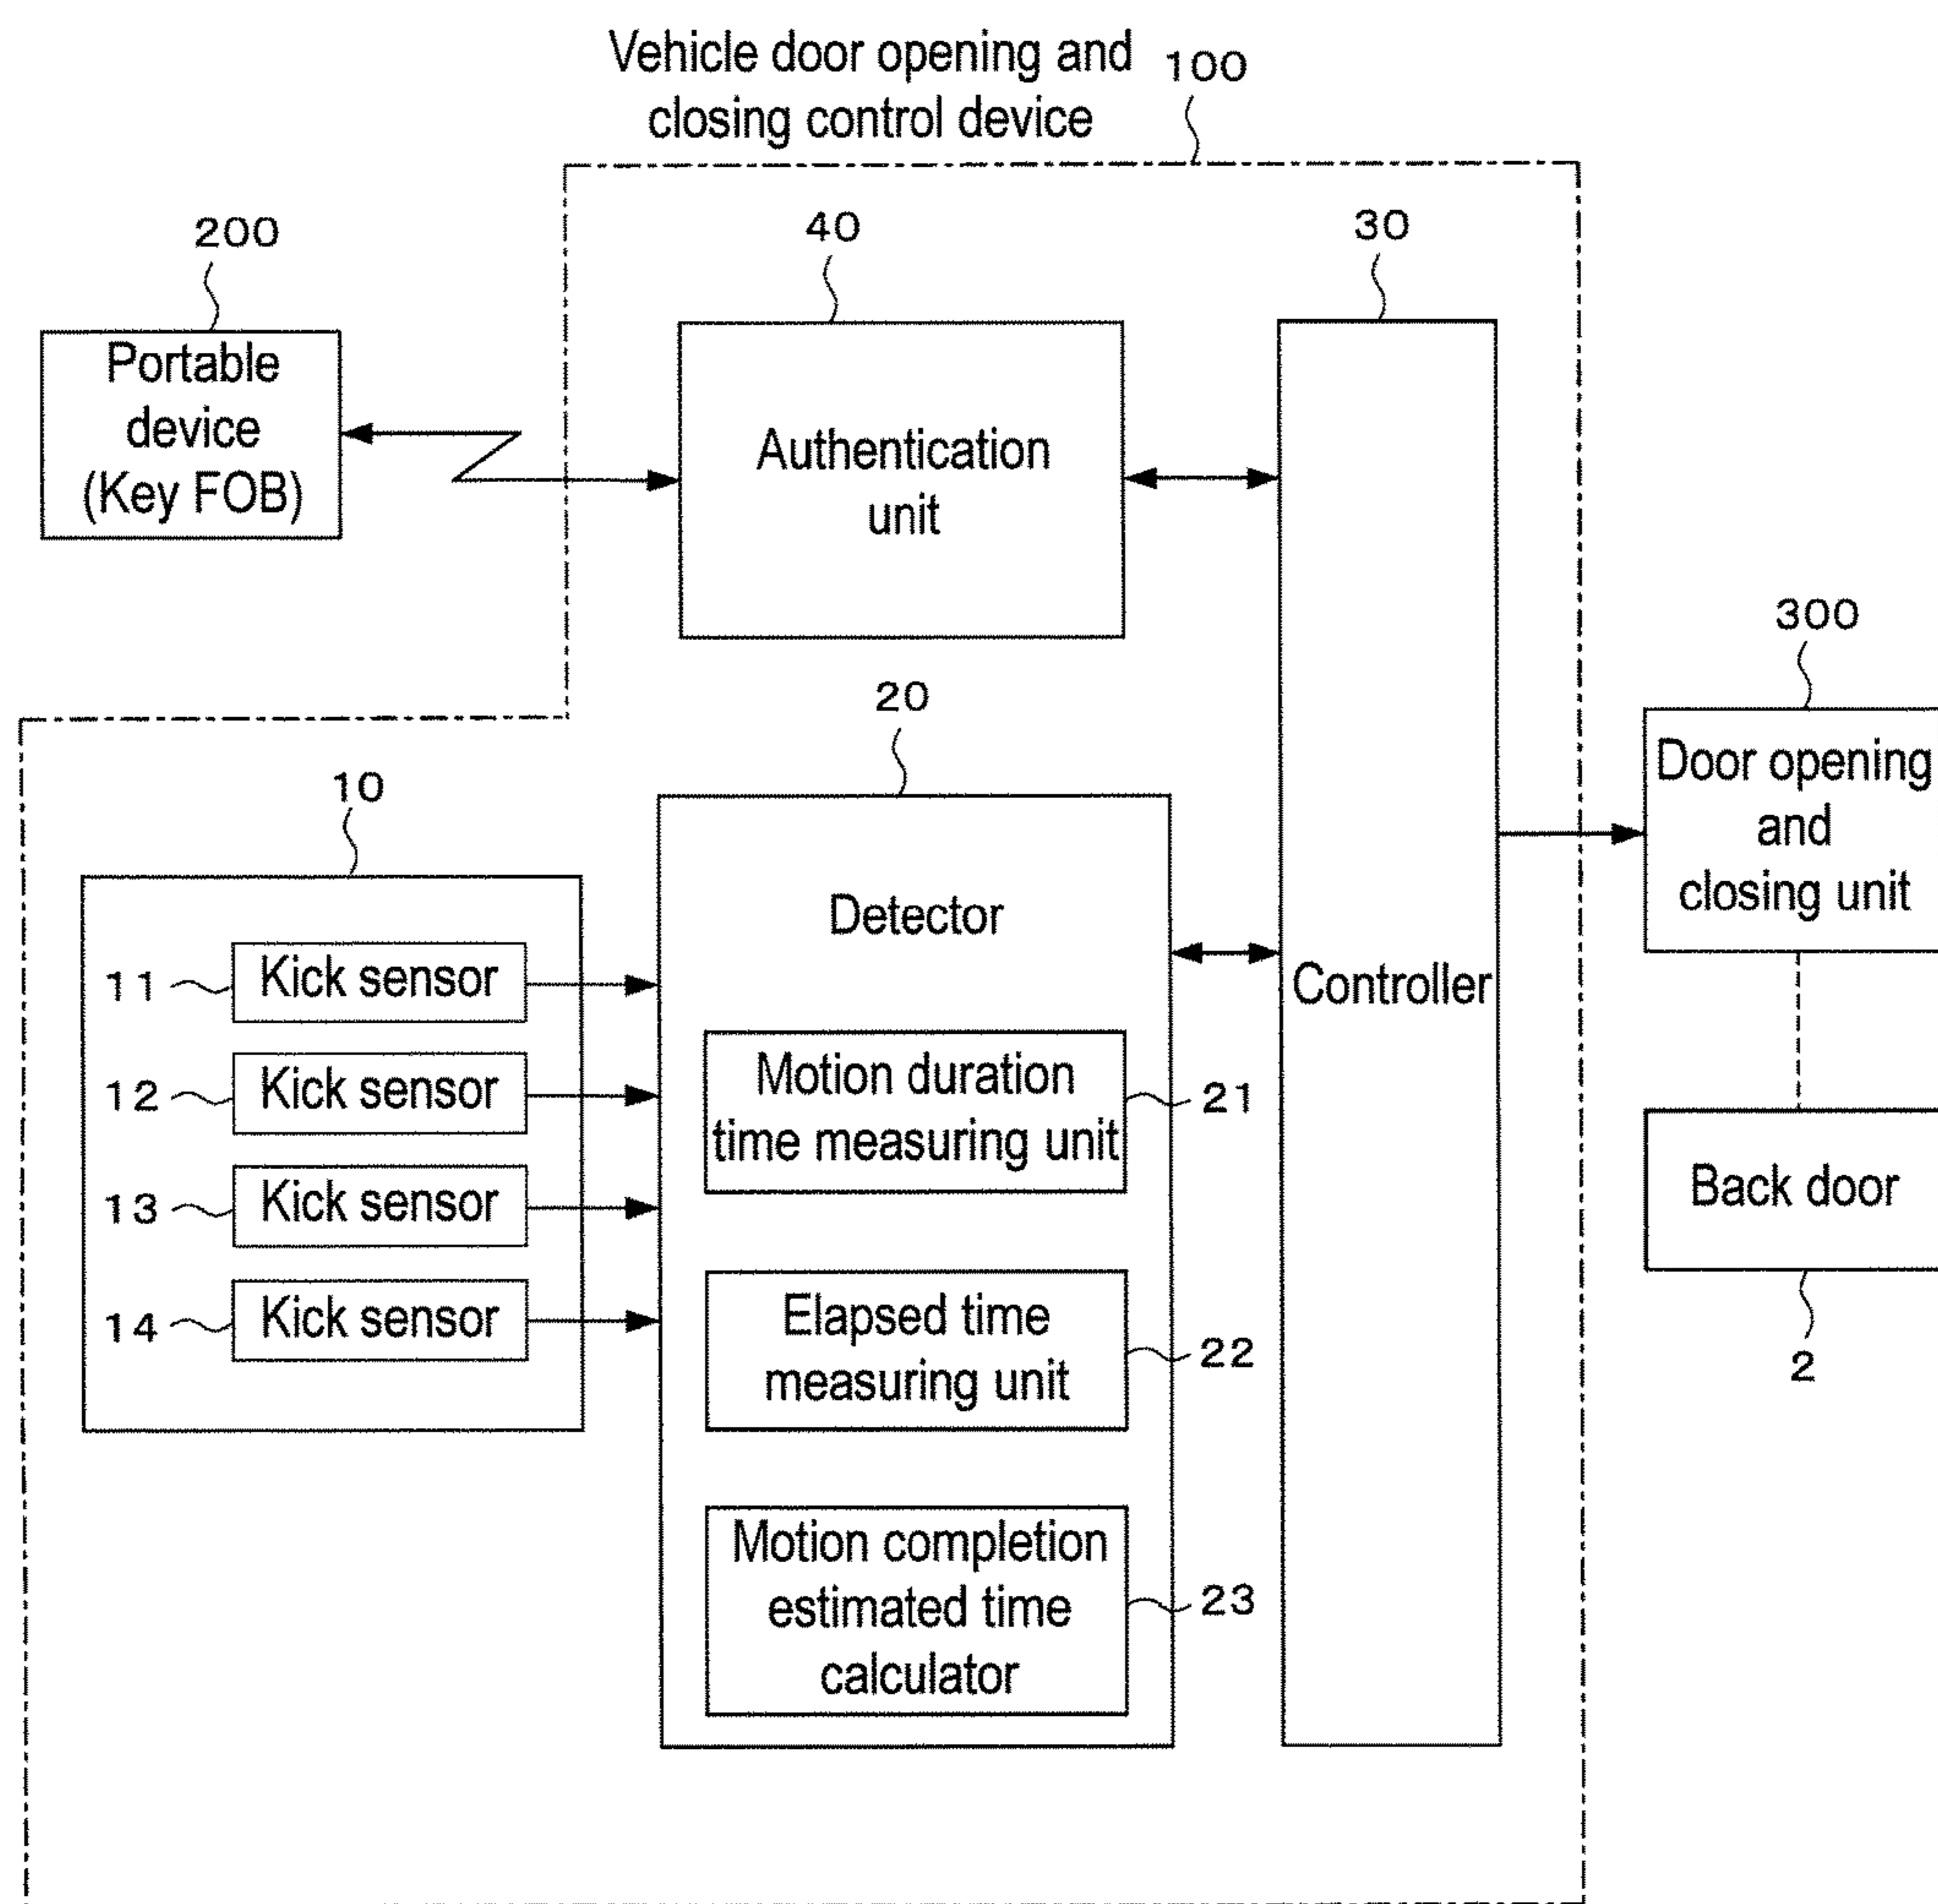 Vehicle door opening and
closing control device
100
200
40
30
Portable
device
(Key FOB)
Authentication
unit
300
Door opening
and
closing unit
20
10
Detector
Controller
11
Kick sensor
12
Kick sensor
13
Kick sensor
14
Kick sensor
Motion duration
time measuring unit
21
Elapsed time
measuring unit
22
Motion completion
estimated time
calculator
23
Back door
2